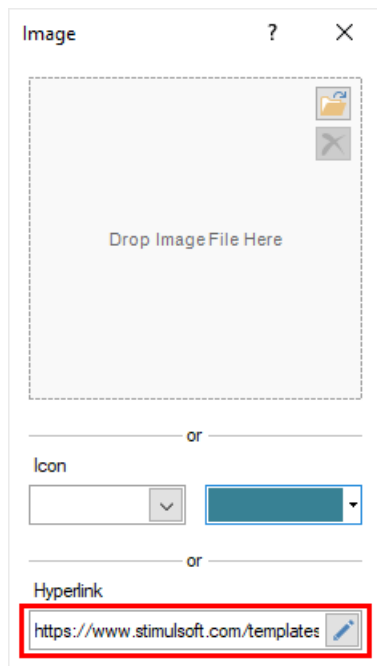 Image ?
Drop Image File Here
or
Icon
or
Hyperlink
https://www.stimulsoft.com/templates